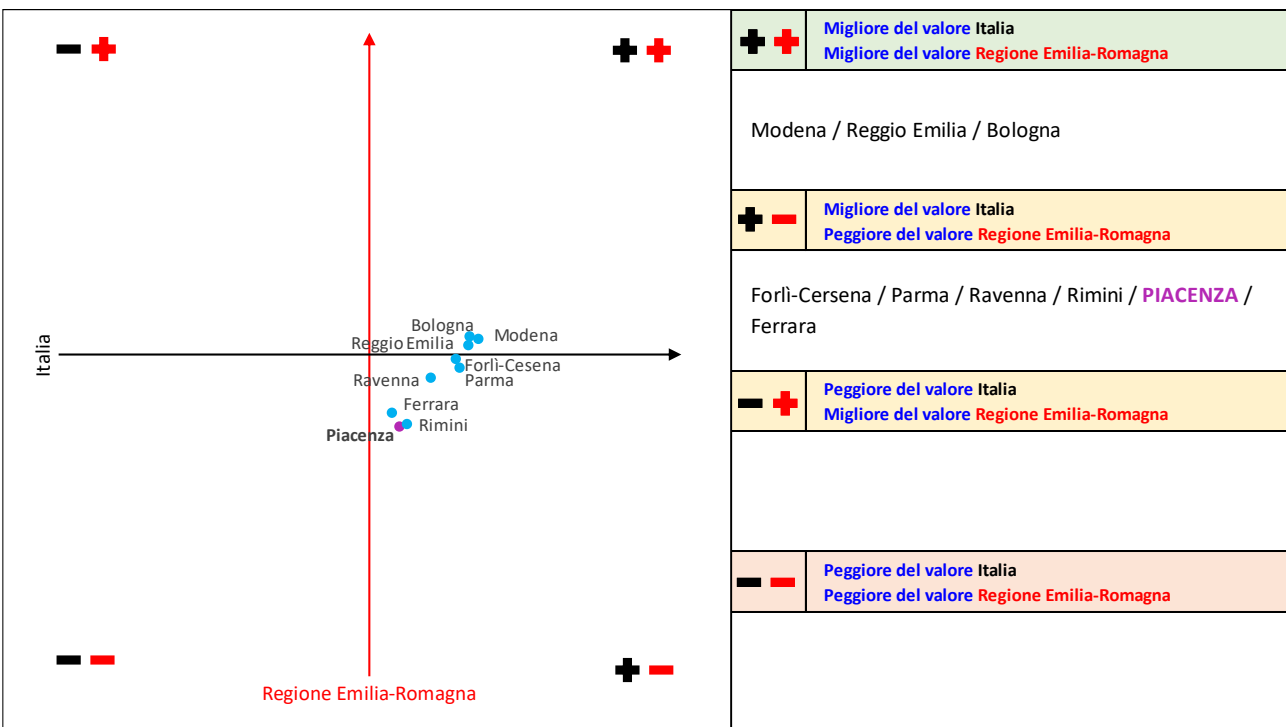 Italia
Bologna
Modena
Reggio Emilia
Forlì-Cesena
Ravenna
Parma
Ferrara
Rimini
Piacenza
Regione Emilia-Romagna
Migliore del valore Italia
Migliore del valore Regione Emilia-Romagna
Modena / Reggio Emilia / Bologna
Migliore del valore Italia
Peggiore del valore Regione Emilia-Romagna
Forlì-Cersena / Parma / Ravenna / Rimini / PIACENZA /
Ferrara
Peggiore del valore Italia
Migliore del valore Regione Emilia-Romagna
Peggiore del valore Italia
Peggiore del valore Regione Emilia-Romagna